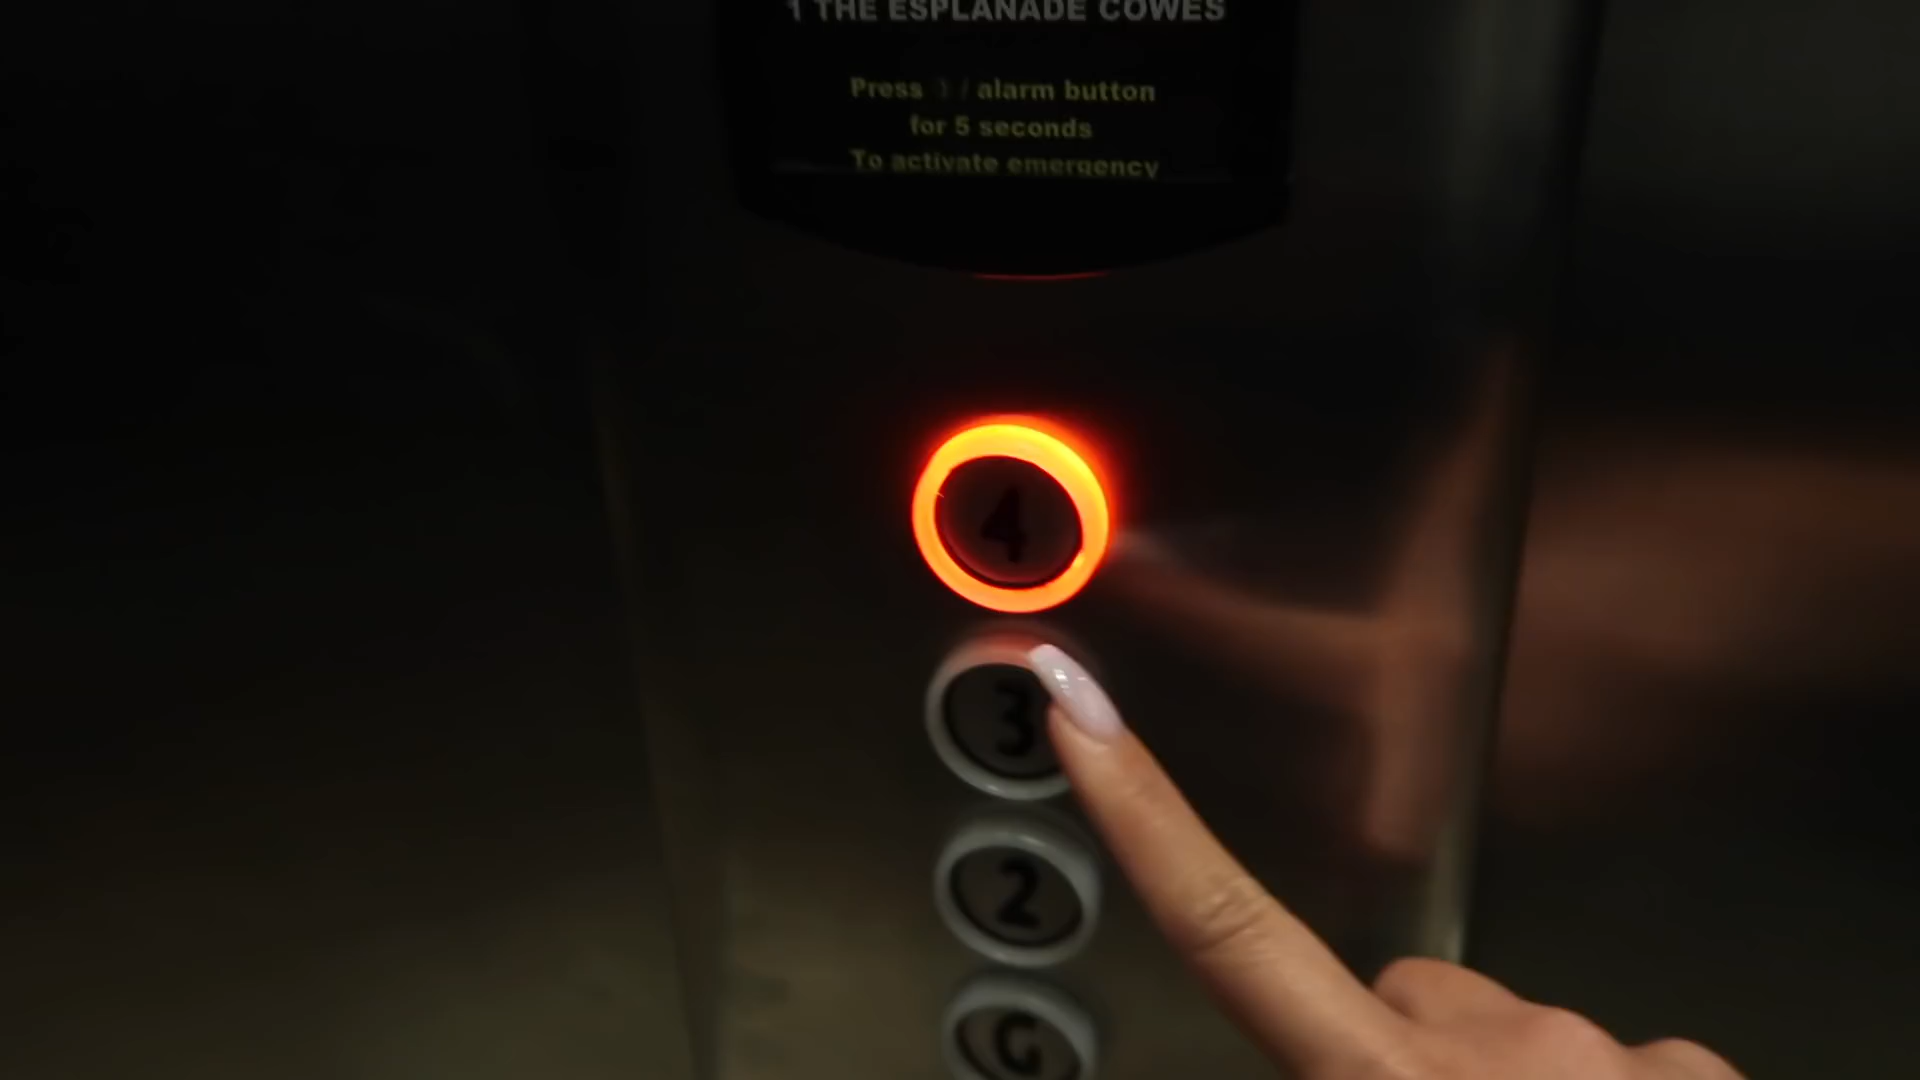 1 THE ESPLANADE COWES
Press / alarm button
for 5 seconds
To activate emergency
4
3
2
G